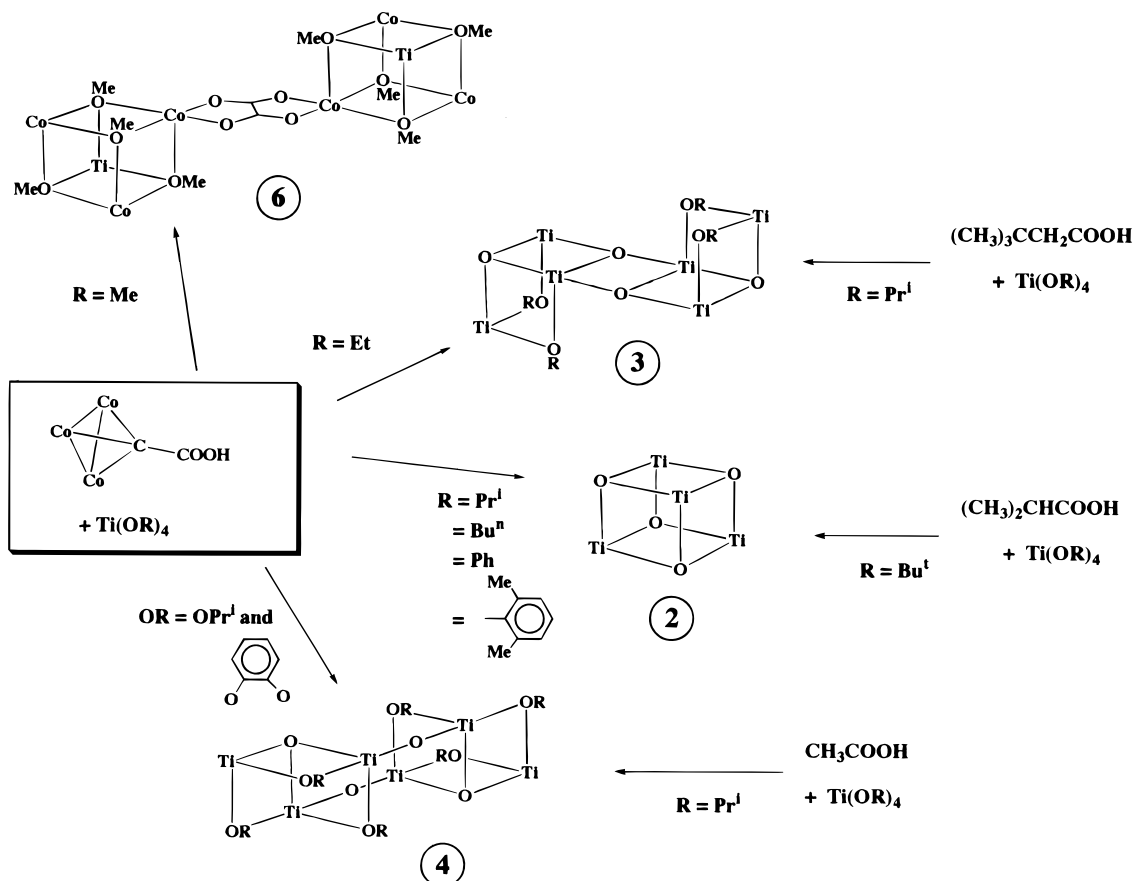 Co
MeO
OMe
Ti
Me
O
O
O
O
Me
Co
Co
O
Me
Co
O
Co
Me
O
O
O
O
Me
Ti
MeO
OMe
Co
6
OR
Ti
Ti
O
OR
(CH₃)₃CCH₂COOH
O
Ti
Ti
O
R = Me
RO
O
+ Ti(OR)₄
Ti
Ti
R = Prⁱ
R = Et
O
R
3
Co
Co
C
COOH
Ti
O
O
Co
Ti
R = Prⁱ
(CH₃)₂CHCOOH
+ Ti(OR)₄
= Buⁿ
O
Ti
Ti
+ Ti(OR)₄
= Ph
O
R = Buᵗ
Me
OR = OPrⁱ and
=
2
Me
O
O
OR
OR
Ti
O
O
Ti
Ti
RO
CH₃COOH
OR
Ti
Ti
O
O
+ Ti(OR)₄
Ti
R = Prⁱ
OR
OR
4